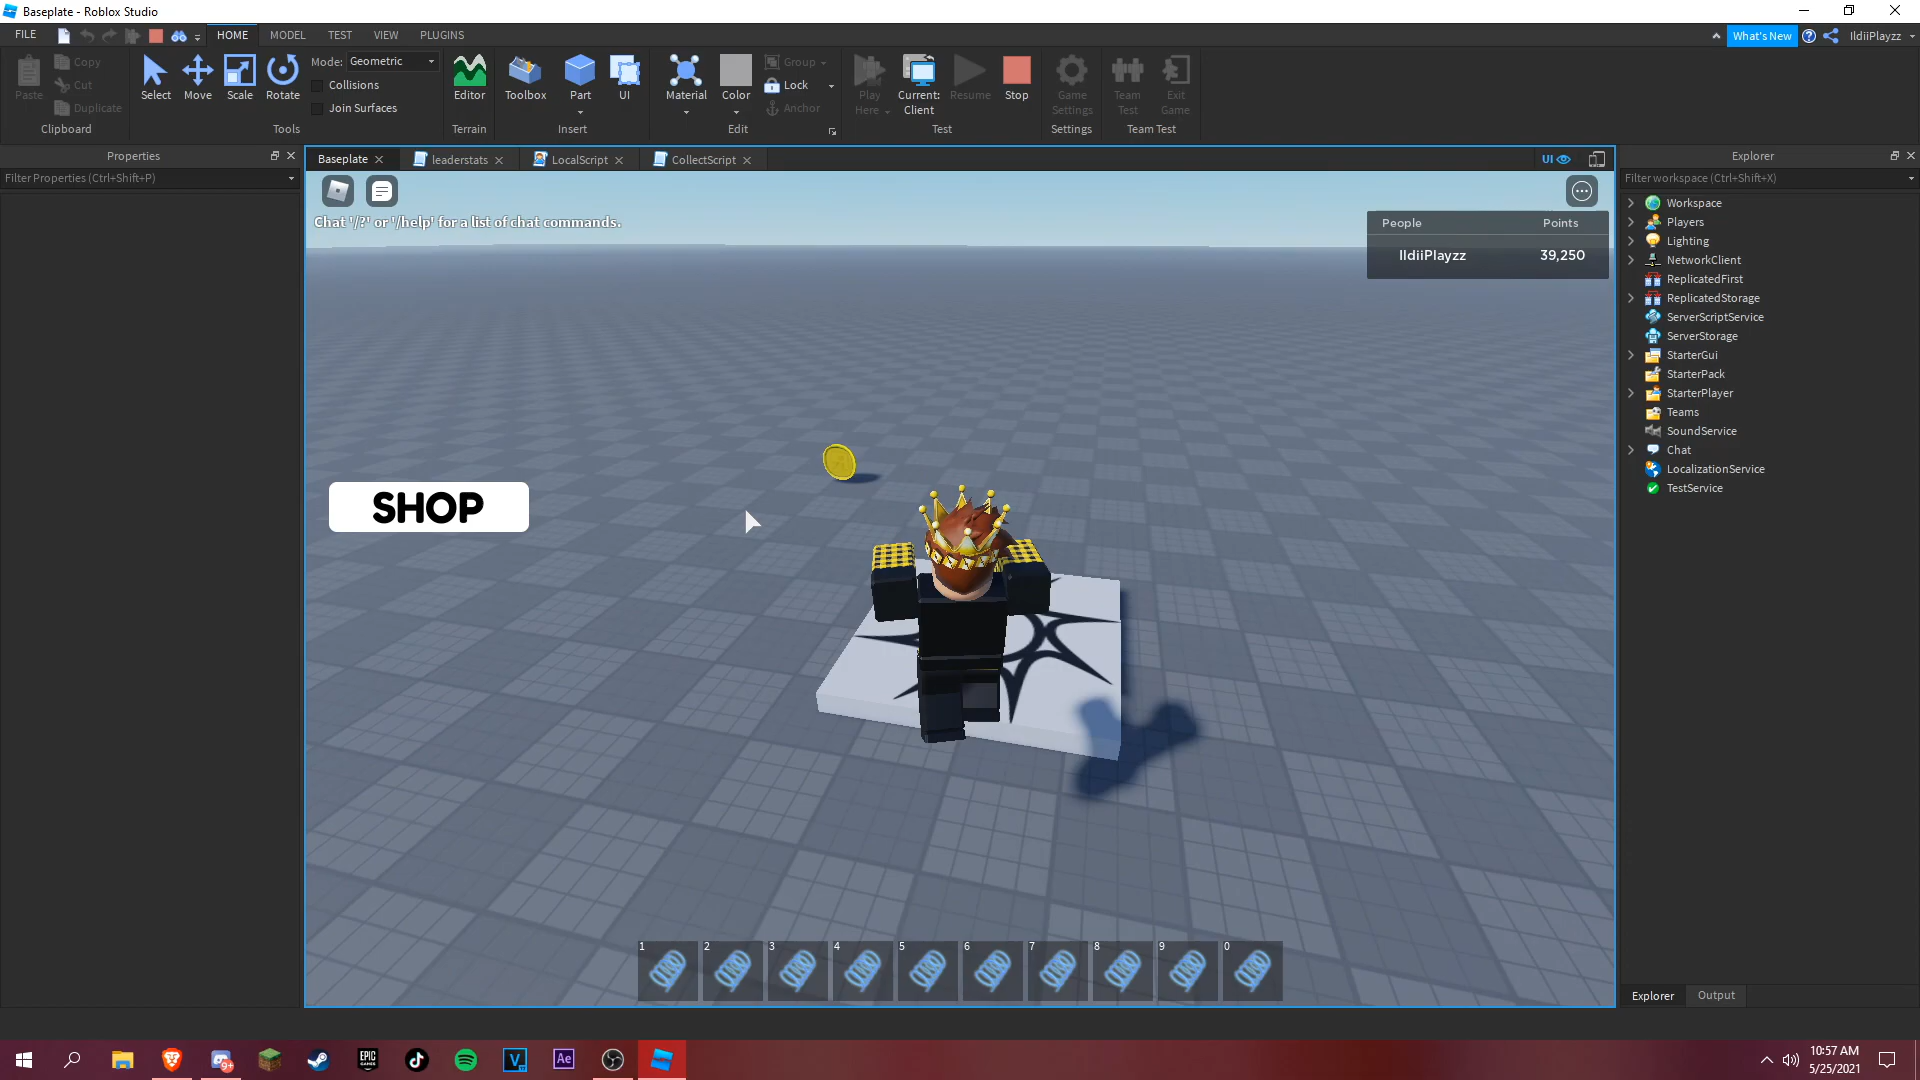 Baseplate - Roblox Studio
FILE HOME MODEL TEST VIEW PLUGINS What's New IldiiPlayzz
Paste Copy Cut Duplicate
Select Move Scale Rotate
Mode: Geometric
Collisions
Join Surfaces
Editor Toolbox Part UI Material Color
Group
Lock
Anchor
Play Here Current: Client Resume Stop Game Settings Team Test Exit Game
Clipboard Tools Terrain Insert Edit Test Settings Team Test
Properties
Filter Properties (Ctrl+Shift+P)
Baseplate leaderstats LocalScript CollectScript UI
Chat '/?' or '/help' for a list of chat commands.
People Points
IldiiPlayzz 39,250
SHOP
1 2 3 4 5 6 7 8 9 0
Explorer
Filter workspace (Ctrl+Shift+X)
Workspace
Players
Lighting
NetworkClient
ReplicatedFirst
ReplicatedStorage
ServerScriptService
ServerStorage
StarterGui
StarterPack
StarterPlayer
Teams
SoundService
Chat
LocalizationService
TestService
Explorer Output
9+ EPIC GAMES V Ae
10:57 AM
5/25/2021